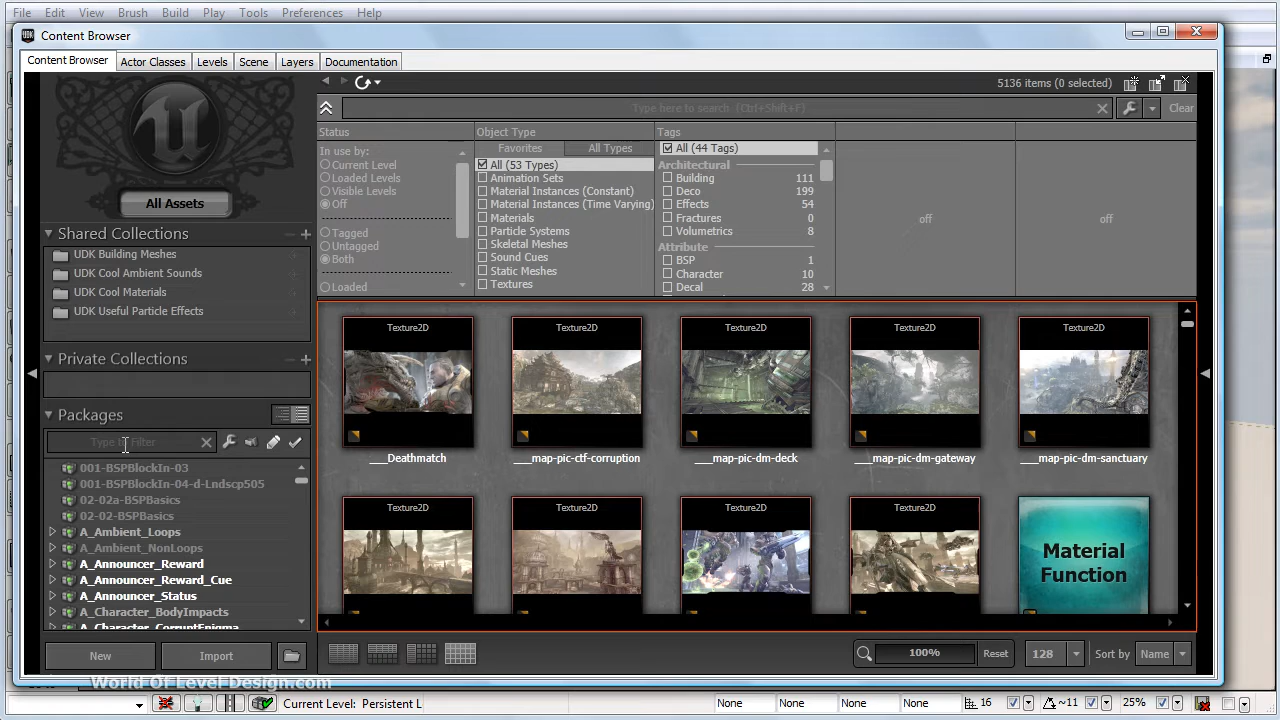 File Edit View Brush Build Play Tools Preferences Help
UDK Content Browser
Content Browser Actor Classes Levels Scene Layers Documentation
5136 items (0 selected)
Type here to search (Ctrl+Shift+F) Clear
Status Object Type Tags
In use by: Favorites All Types All (44 Tags)
Current Level All (53 Types) Architectural
Loaded Levels Animation Sets Building 111
Visible Levels Material Instances (Constant) Deco 199
Off Material Instances (Time Varying) Effects 54
Materials Fractures 0
Tagged Particle Systems Volumetrics 8
Untagged Skeletal Meshes Attribute
Both Sound Cues BSP 1
Static Meshes Character 10
Loaded Textures Decal 28
off off
All Assets
Shared Collections
UDK Building Meshes
UDK Cool Ambient Sounds
UDK Cool Materials
UDK Useful Particle Effects
Private Collections
Packages
Type to Filter
001-BSPBlockIn-03
001-BSPBlockIn-04-d-Lndscp505
02-02a-BSPBasics
02-02-BSPBasics
A_Ambient_Loops
A_Ambient_NonLoops
A_Announcer_Reward
A_Announcer_Reward_Cue
A_Announcer_Status
A_Character_BodyImpacts
A_Character_CorruptEnigma
New Import
Texture2D Texture2D Texture2D Texture2D Texture2D
___Deathmatch ___map-pic-ctf-corruption ___map-pic-dm-deck ___map-pic-dm-gateway ___map-pic-dm-sanctuary
Texture2D Texture2D Texture2D Texture2D
Material
Function
100% Reset 128 Sort by Name
World Of Level Design.com
Current Level: Persistent L None None None None 16 ~11 25%